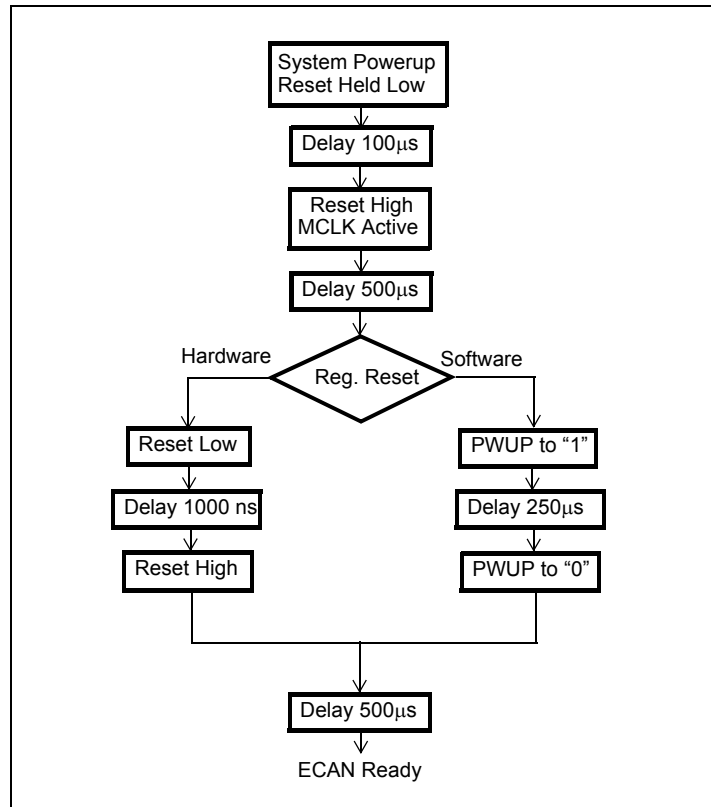 System Powerup
Reset Held Low
Delay 100μs
Reset High
MCLK Active
Delay 500μs
Hardware
Software
Reg. Reset
Reset Low
PWUP to “1”
Delay 1000 ns
Delay 250μs
Reset High
PWUP to “0”
Delay 500μs
ECAN Ready